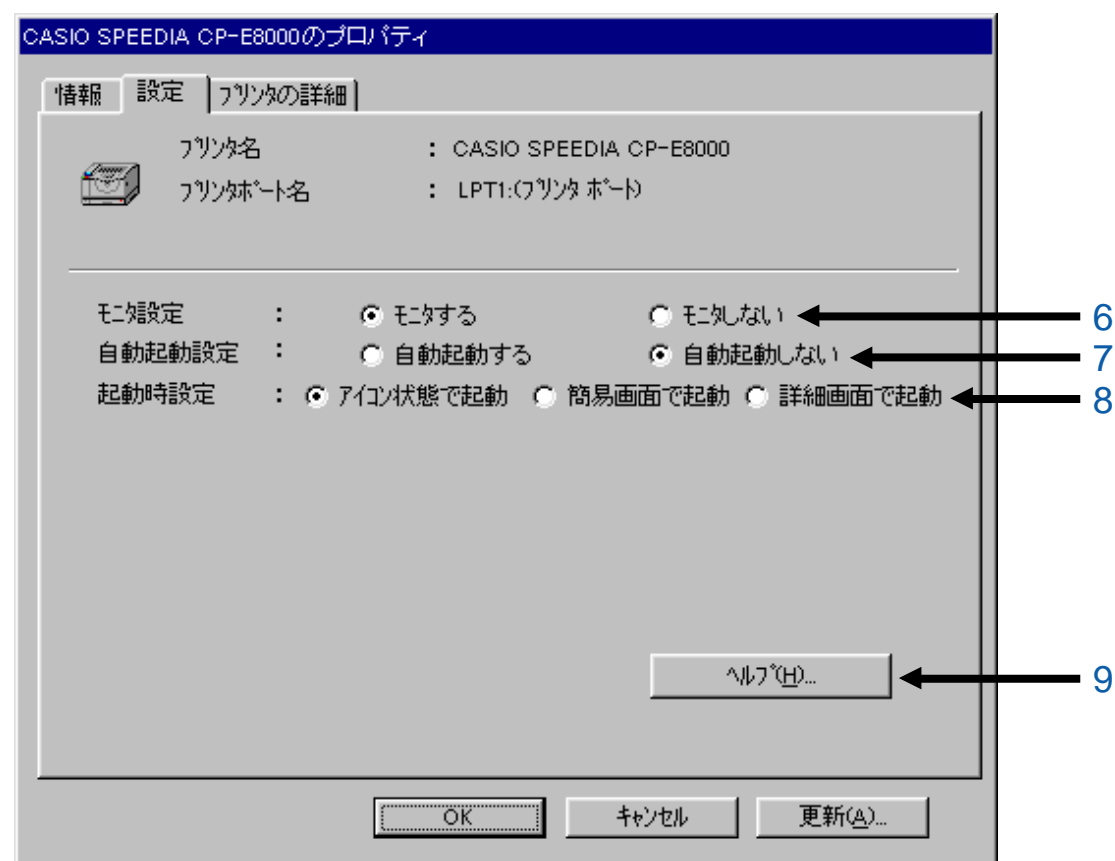 CASIO SPEEDIA CP-E8000のプロパティ
情報 設定 ﾌﾟﾘﾝﾀの詳細
ﾌﾟﾘﾝﾀ名 : CASIO SPEEDIA CP-E8000
ﾌﾟﾘﾝﾀﾎﾟｰﾄ名 : LPT1:(ﾌﾟﾘﾝﾀ ﾎﾟｰﾄ)
ﾓﾆﾀ設定 : ﾓﾆﾀする ﾓﾆﾀしない 6
自動起動設定 : 自動起動する 自動起動しない 7
起動時設定 : ｱｲｺﾝ状態で起動 簡易画面で起動 詳細画面で起動 8
ﾍﾙﾌﾟ(H)... 9
OK ｷｬﾝｾﾙ 更新(A)...